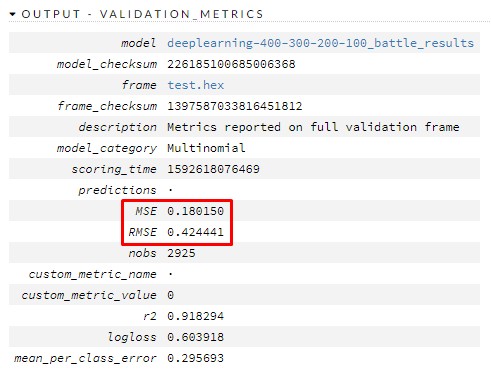 OUTPUT - VALIDATION_METRICS
model deeplearning-400-300-200-100_battle_results
model_checksum 226185100685006368
frame test.hex
frame_checksum 1397587033816451812
description Metrics reported on full validation frame
model_category Multinomial
scoring_time 1592618076469
predictions ·
MSE 0.180150
RMSE 0.424441
nobs 2925
custom_metric_name ·
custom_metric_value 0
r2 0.918294
logloss 0.603918
mean_per_class_error 0.295693